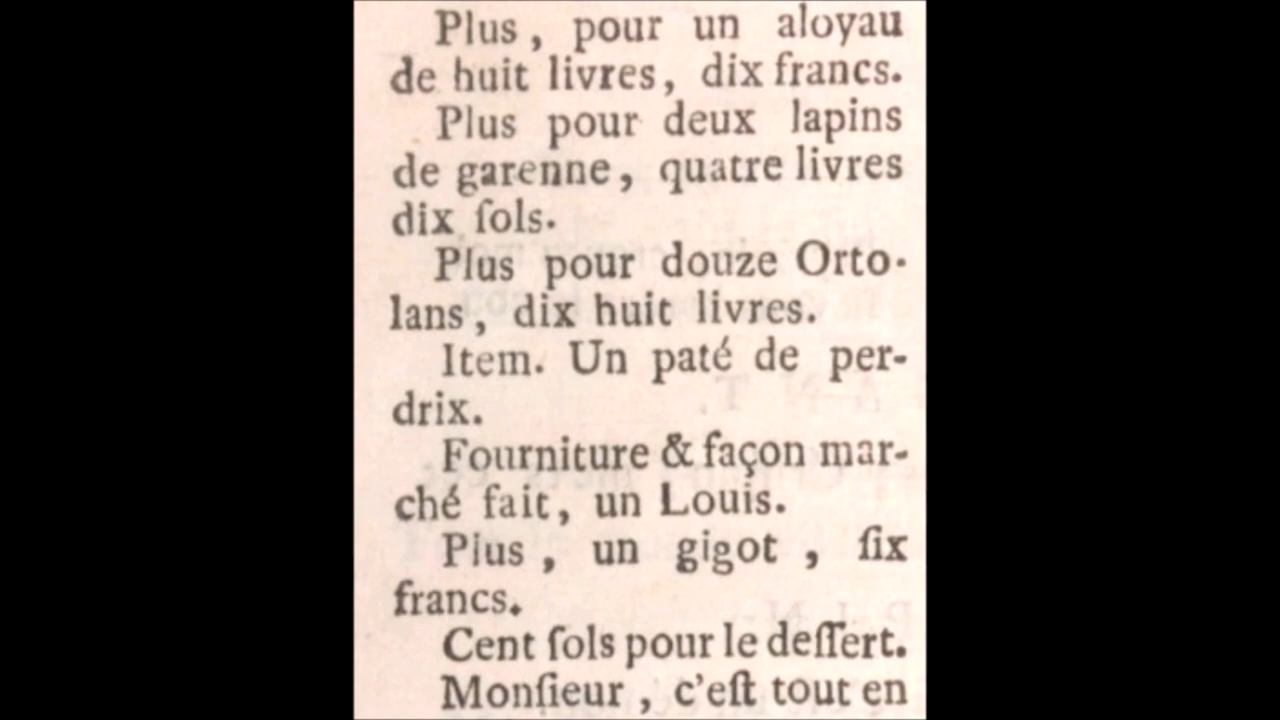 Plus, pour un aloyau
de huit livres, dix francs.
Plus pour deux lapins
de garenne, quatre livres
dix ſols.
Plus pour douze Orto-
lans, dix huit livres.
Item. Un paté de per-
drix.
Fourniture & façon mar-
ché fait, un Louis.
Plus, un gigot, ſix
francs.
Cent ſols pour le deſſert.
Monſieur, c'eſt tout en